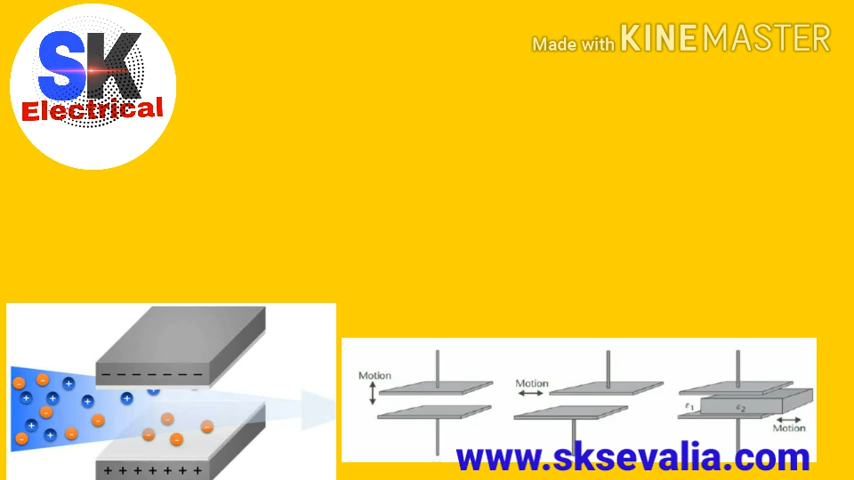 SK
Electrical
Made with KINEMASTER
− − − − − − −
+ + + + + + +
Motion
Motion
ε1
ε2
Motion
www.sksevalia.com